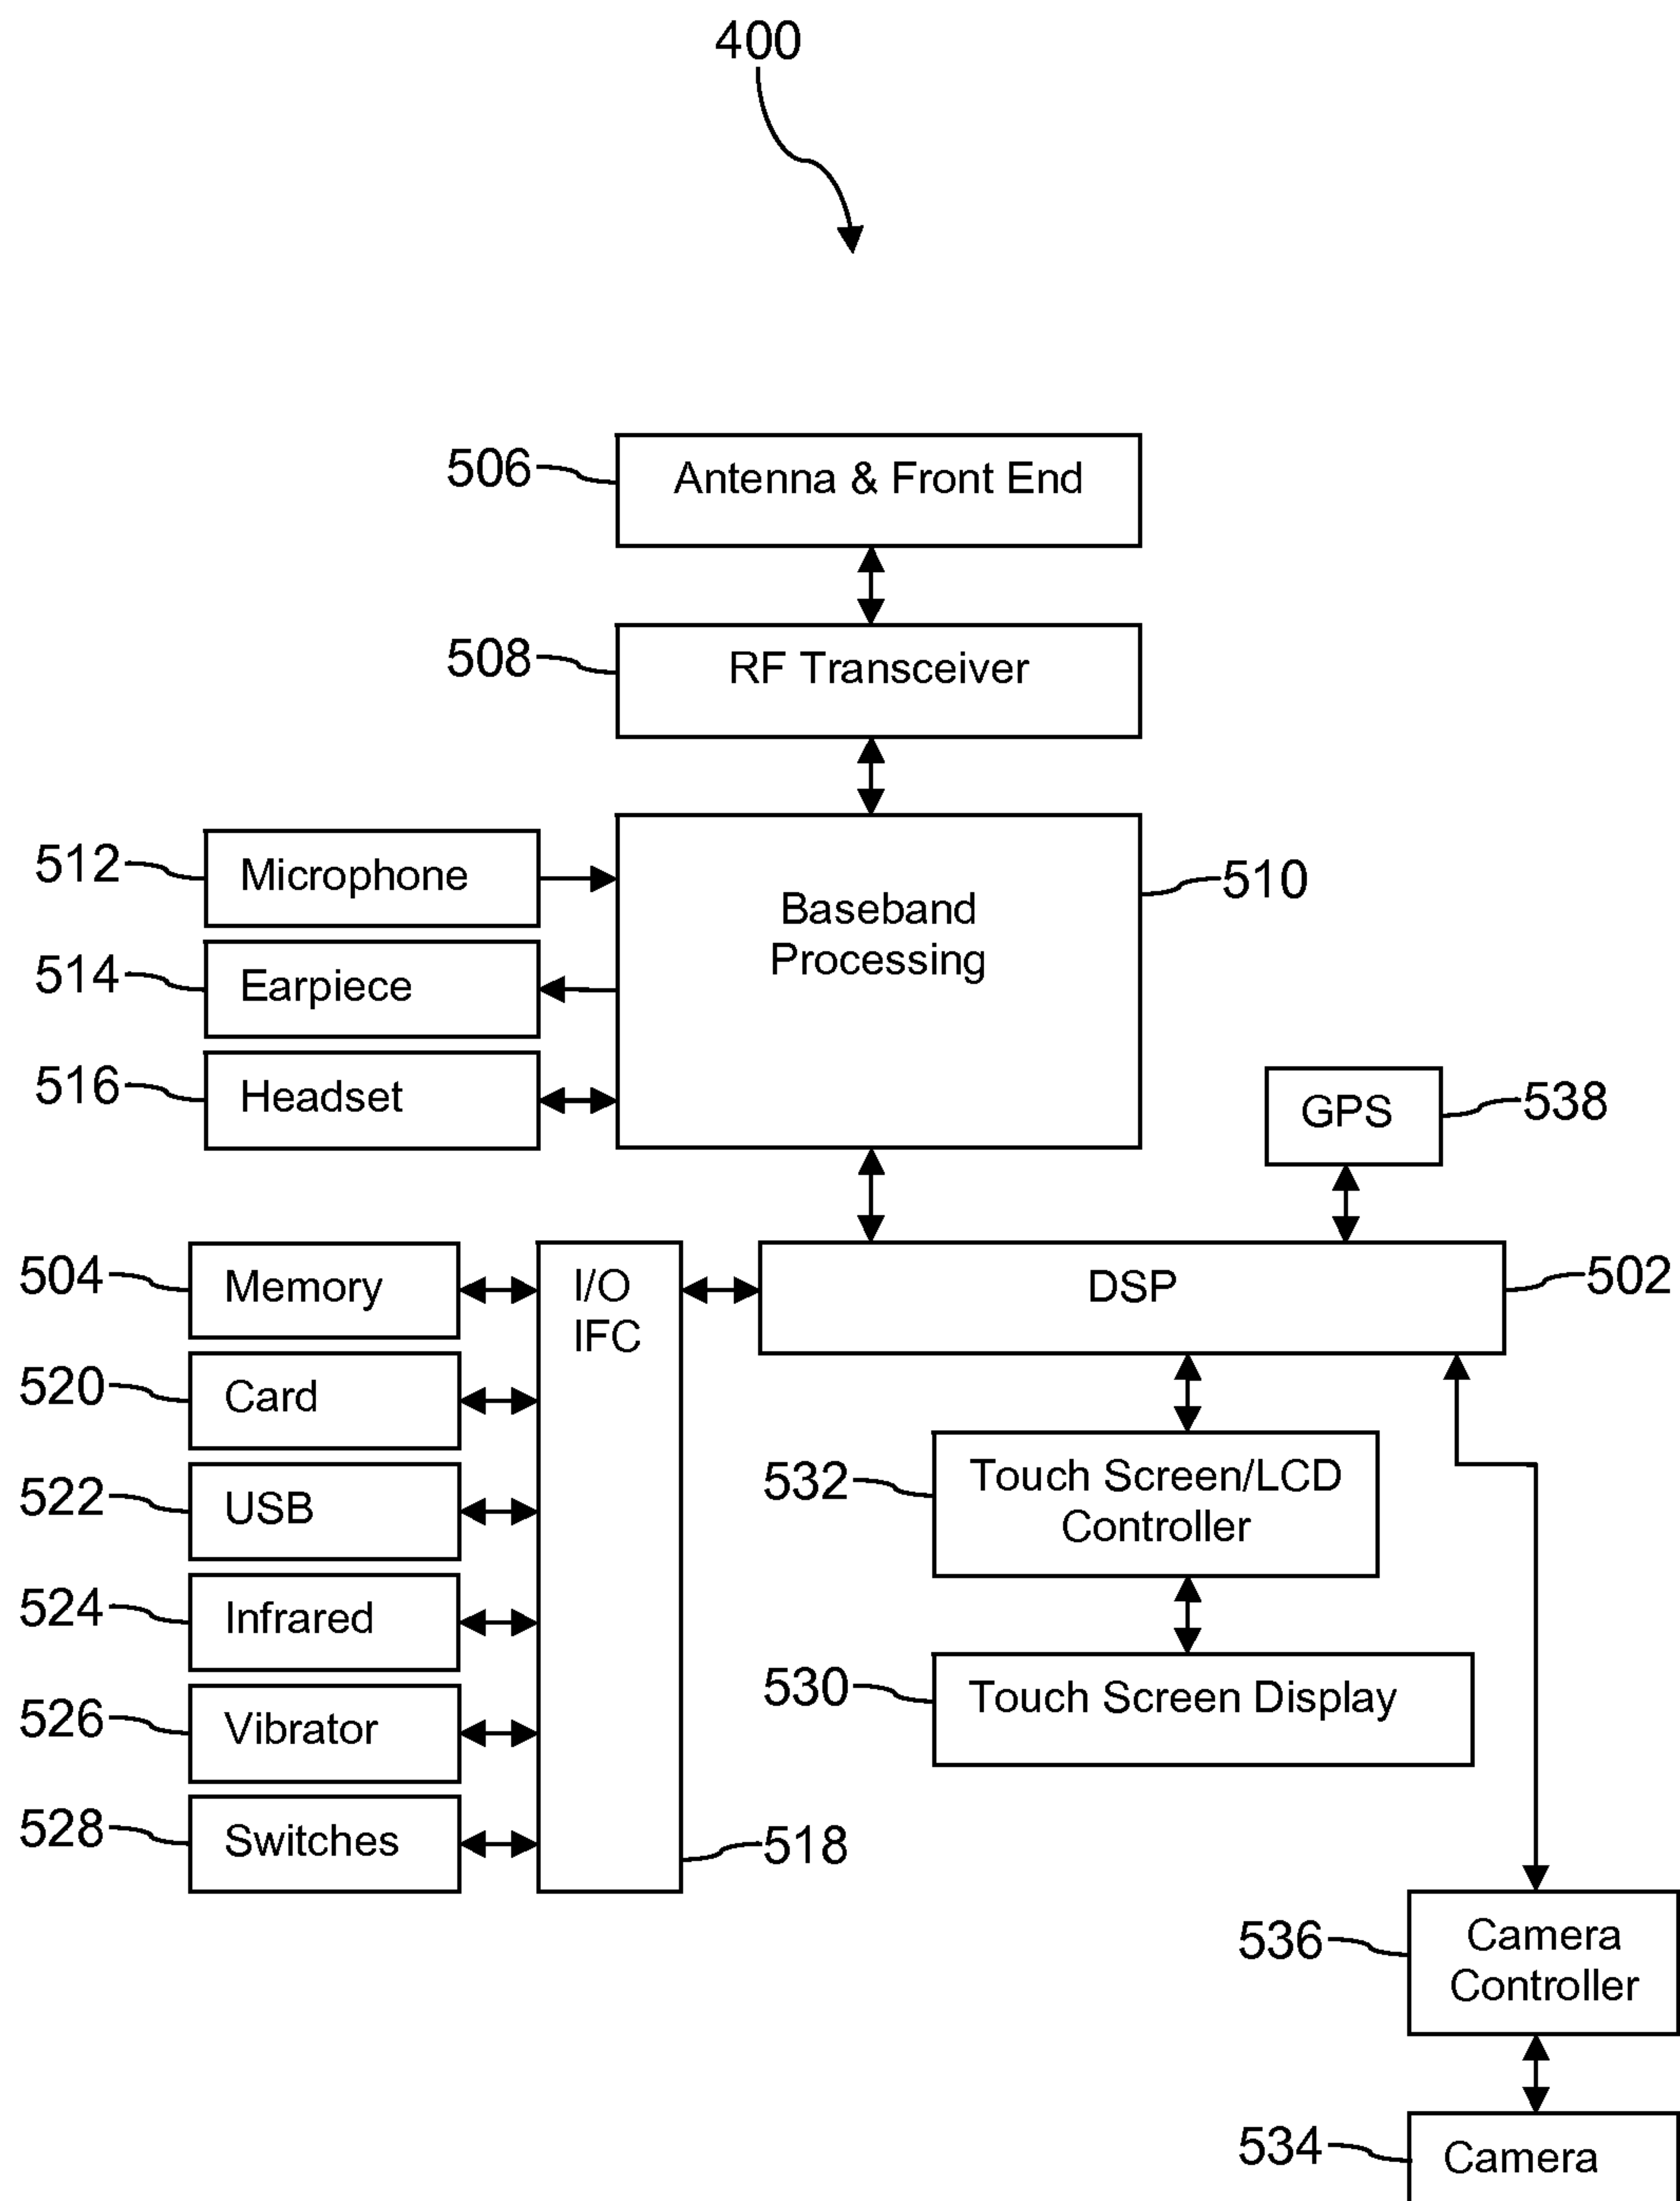 400
506
Antenna & Front End
508
RF Transceiver
512
Microphone
510
Baseband
Processing
514
Earpiece
516
Headset
GPS
538
504
Memory
I/O
IFC
DSP
502
520
Card
522
USB
532
Touch Screen/LCD
Controller
524
Infrared
530
Touch Screen Display
526
Vibrator
528
Switches
518
536
Camera
Controller
534
Camera